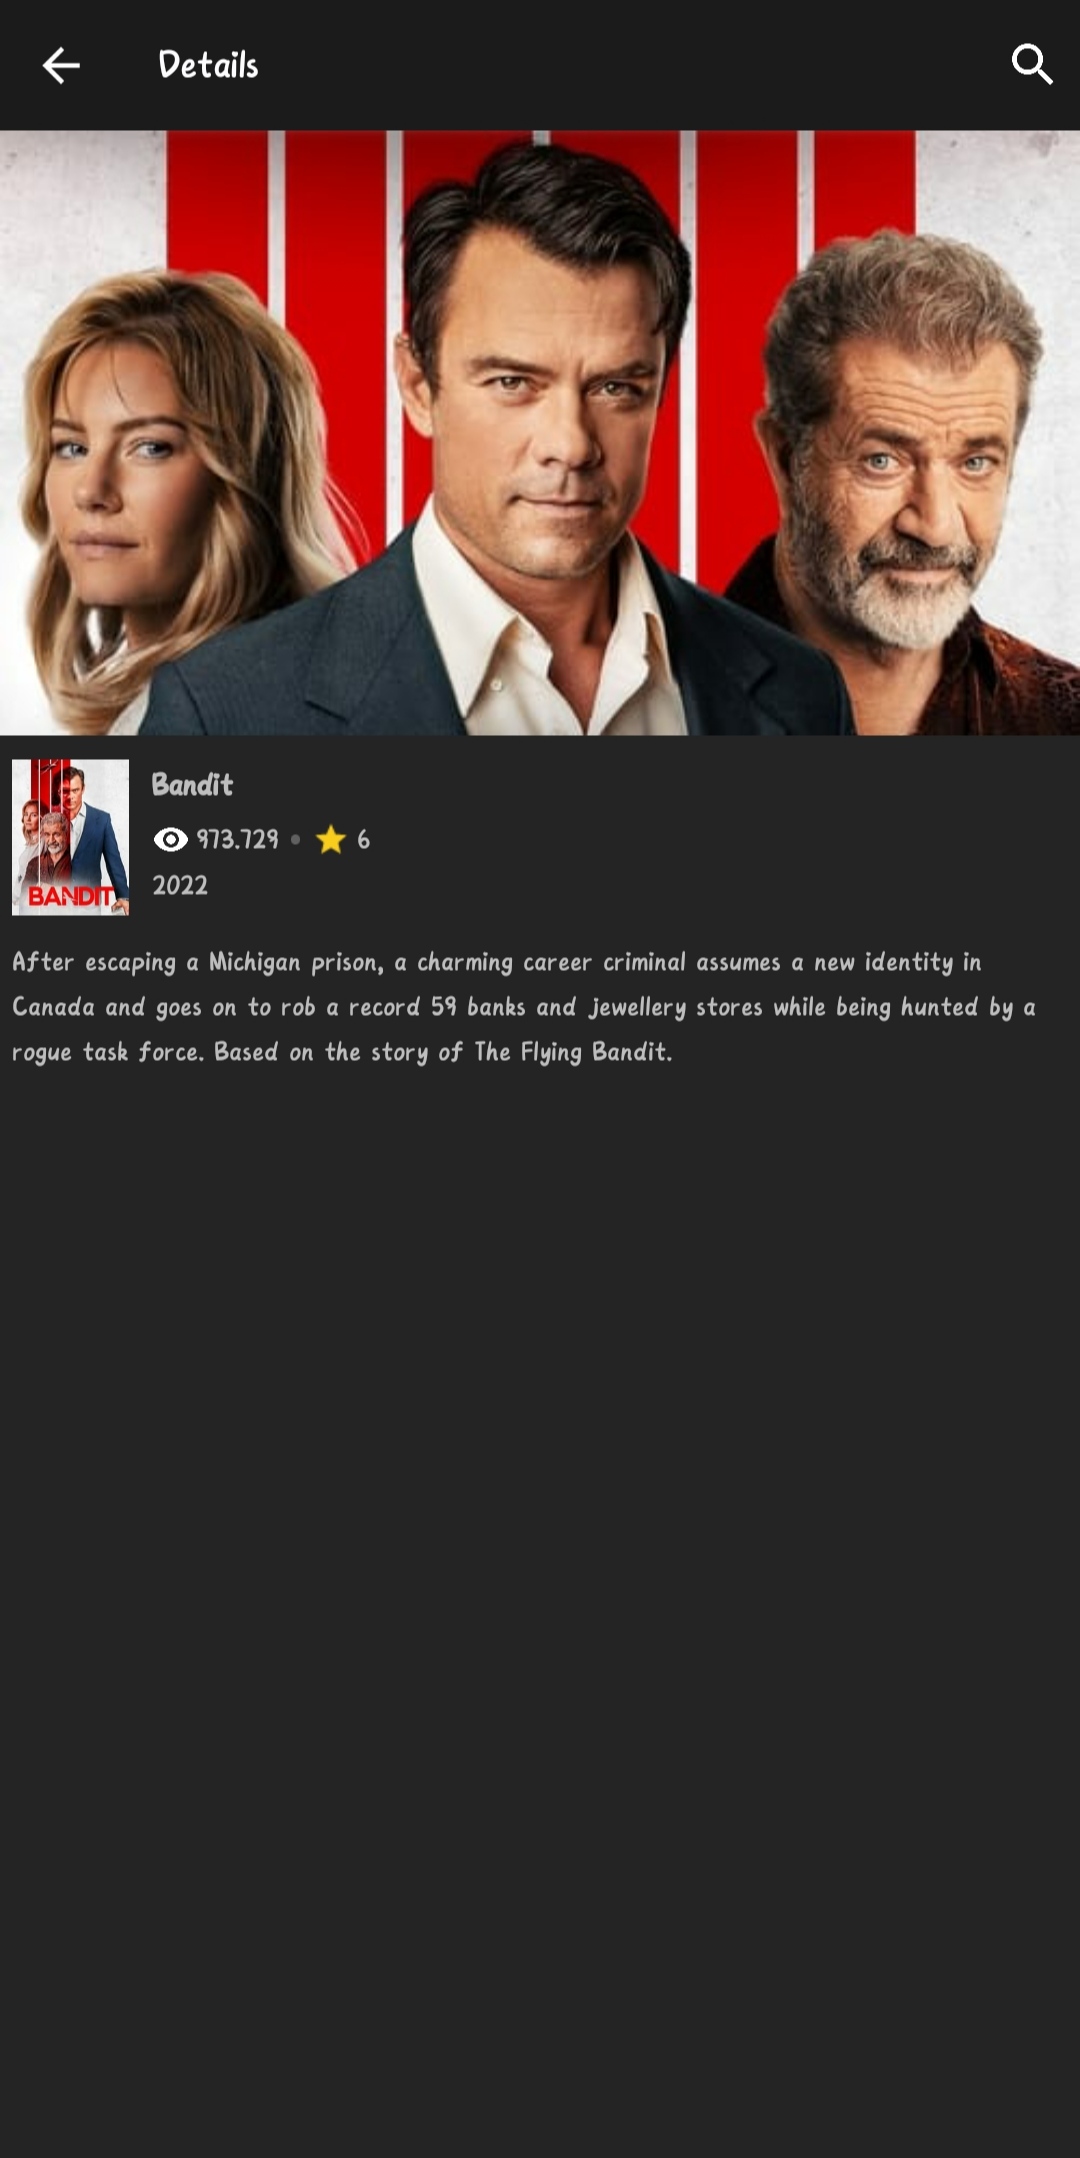 Details
Bandit
973.729 • 6
2022
BANDIT
After escaping a Michigan prison, a charming career criminal assumes a new identity in
Canada and goes on to rob a record 59 banks and jewellery stores while being hunted by a
rogue task force. Based on the story of The Flying Bandit.